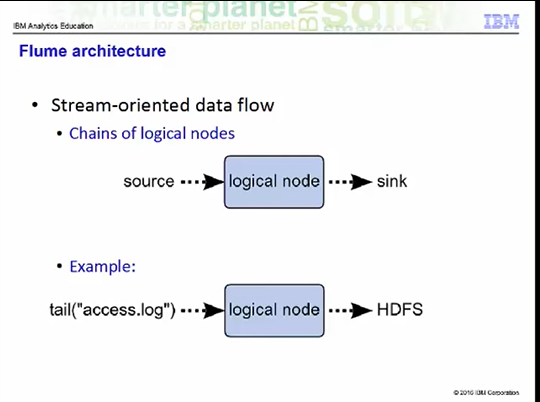 IBM Analytics Education
IBM
Flume architecture
• Stream-oriented data flow
• Chains of logical nodes
source logical node sink
• Example:
tail("access.log") logical node HDFS
© 2015 IBM Corporation